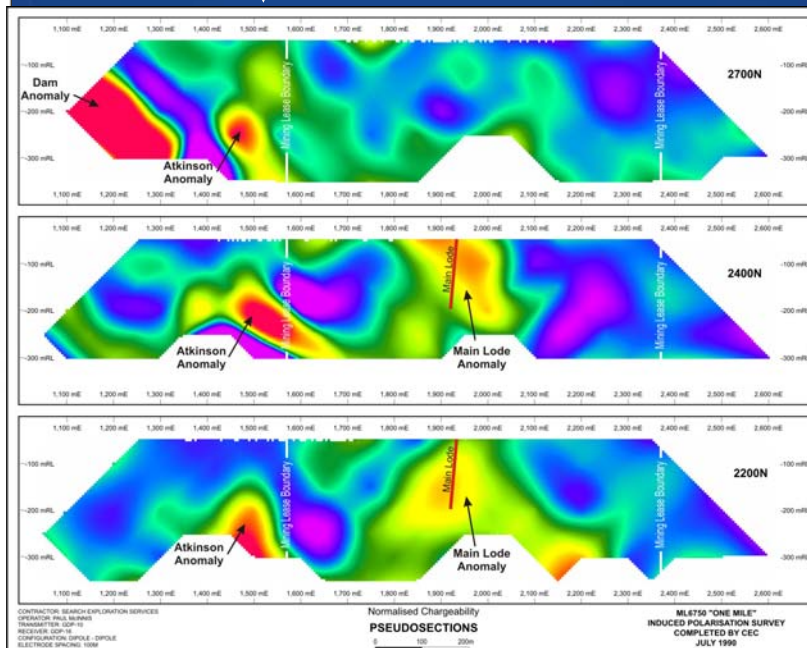 1,100 mE 1,200 mE 1,300 mE 1,400 mE 1,500 mE 1,600 mE 1,700 mE 1,800 mE 1,900 mE 2,000 mE 2,100 mE 2,200 mE 2,300 mE 2,400 mE 2,500 mE 2,600 mE
-100 mRL
-200 mRL
-300 mRL
Dam
Anomaly
Atkinson
Anomaly
Mining Lease Boundary
Mining Lease Boundary
2700N
-100 mRL
-200 mRL
-300 mRL
1,100 mE 1,200 mE 1,300 mE 1,400 mE 1,500 mE 1,600 mE 1,700 mE 1,800 mE 1,900 mE 2,000 mE 2,100 mE 2,200 mE 2,300 mE 2,400 mE 2,500 mE 2,600 mE
1,100 mE 1,200 mE 1,300 mE 1,400 mE 1,500 mE 1,600 mE 1,700 mE 1,800 mE 1,900 mE 2,000 mE 2,100 mE 2,200 mE 2,300 mE 2,400 mE 2,500 mE 2,600 mE
-100 mRL
-200 mRL
-300 mRL
Atkinson
Anomaly
Mining Lease Boundary
Main Lode
Main Lode
Anomaly
Mining Lease Boundary
2400N
-100 mRL
-200 mRL
-300 mRL
1,100 mE 1,200 mE 1,300 mE 1,400 mE 1,500 mE 1,600 mE 1,700 mE 1,800 mE 1,900 mE 2,000 mE 2,100 mE 2,200 mE 2,300 mE 2,400 mE 2,500 mE 2,600 mE
1,100 mE 1,200 mE 1,300 mE 1,400 mE 1,500 mE 1,600 mE 1,700 mE 1,800 mE 1,900 mE 2,000 mE 2,100 mE 2,200 mE 2,300 mE 2,400 mE 2,500 mE 2,600 mE
-100 mRL
-200 mRL
-300 mRL
Atkinson
Anomaly
Mining Lease Boundary
Main Lode
Main Lode
Anomaly
Mining Lease Boundary
2200N
-100 mRL
-200 mRL
-300 mRL
1,100 mE 1,200 mE 1,300 mE 1,400 mE 1,500 mE 1,600 mE 1,700 mE 1,800 mE 1,900 mE 2,000 mE 2,100 mE 2,200 mE 2,300 mE 2,400 mE 2,500 mE 2,600 mE
CONTRACTOR: SEARCH EXPLORATION SERVICES
OPERATOR: PAUL
TRANSMITTER: GDP-10
RECEIVER: GDP-16
CONFIGURATION: DIPOLE - DIPOLE
ELECTRODE SPACING: 100M
Normalised Chargeability
PSEUDOSECTIONS
0 100 200m
ML6750 "ONE MILE"
INDUCED POLARISATION SURVEY
COMPLETED BY CEC
JULY 1990